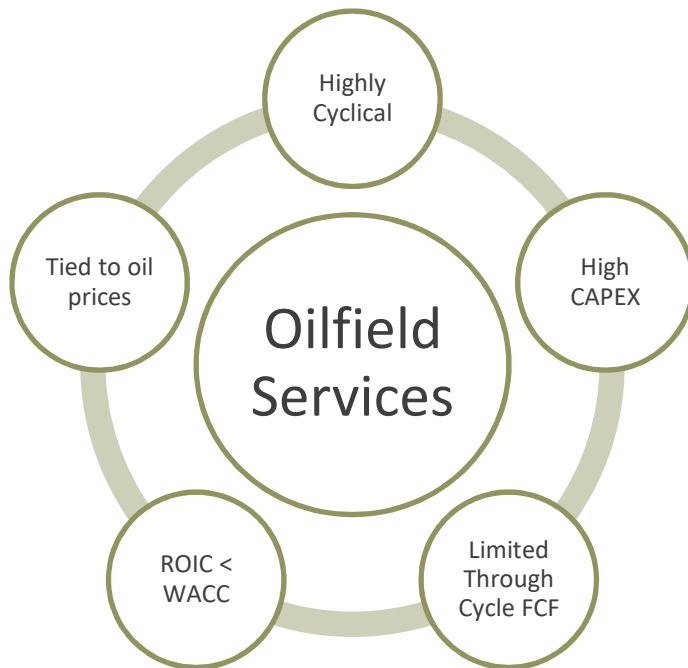 Highly
Cyclical
Tied to oil
prices
High
CAPEX
Oilfield
Services
ROIC <
WACC
Limited
Through
Cycle FCF